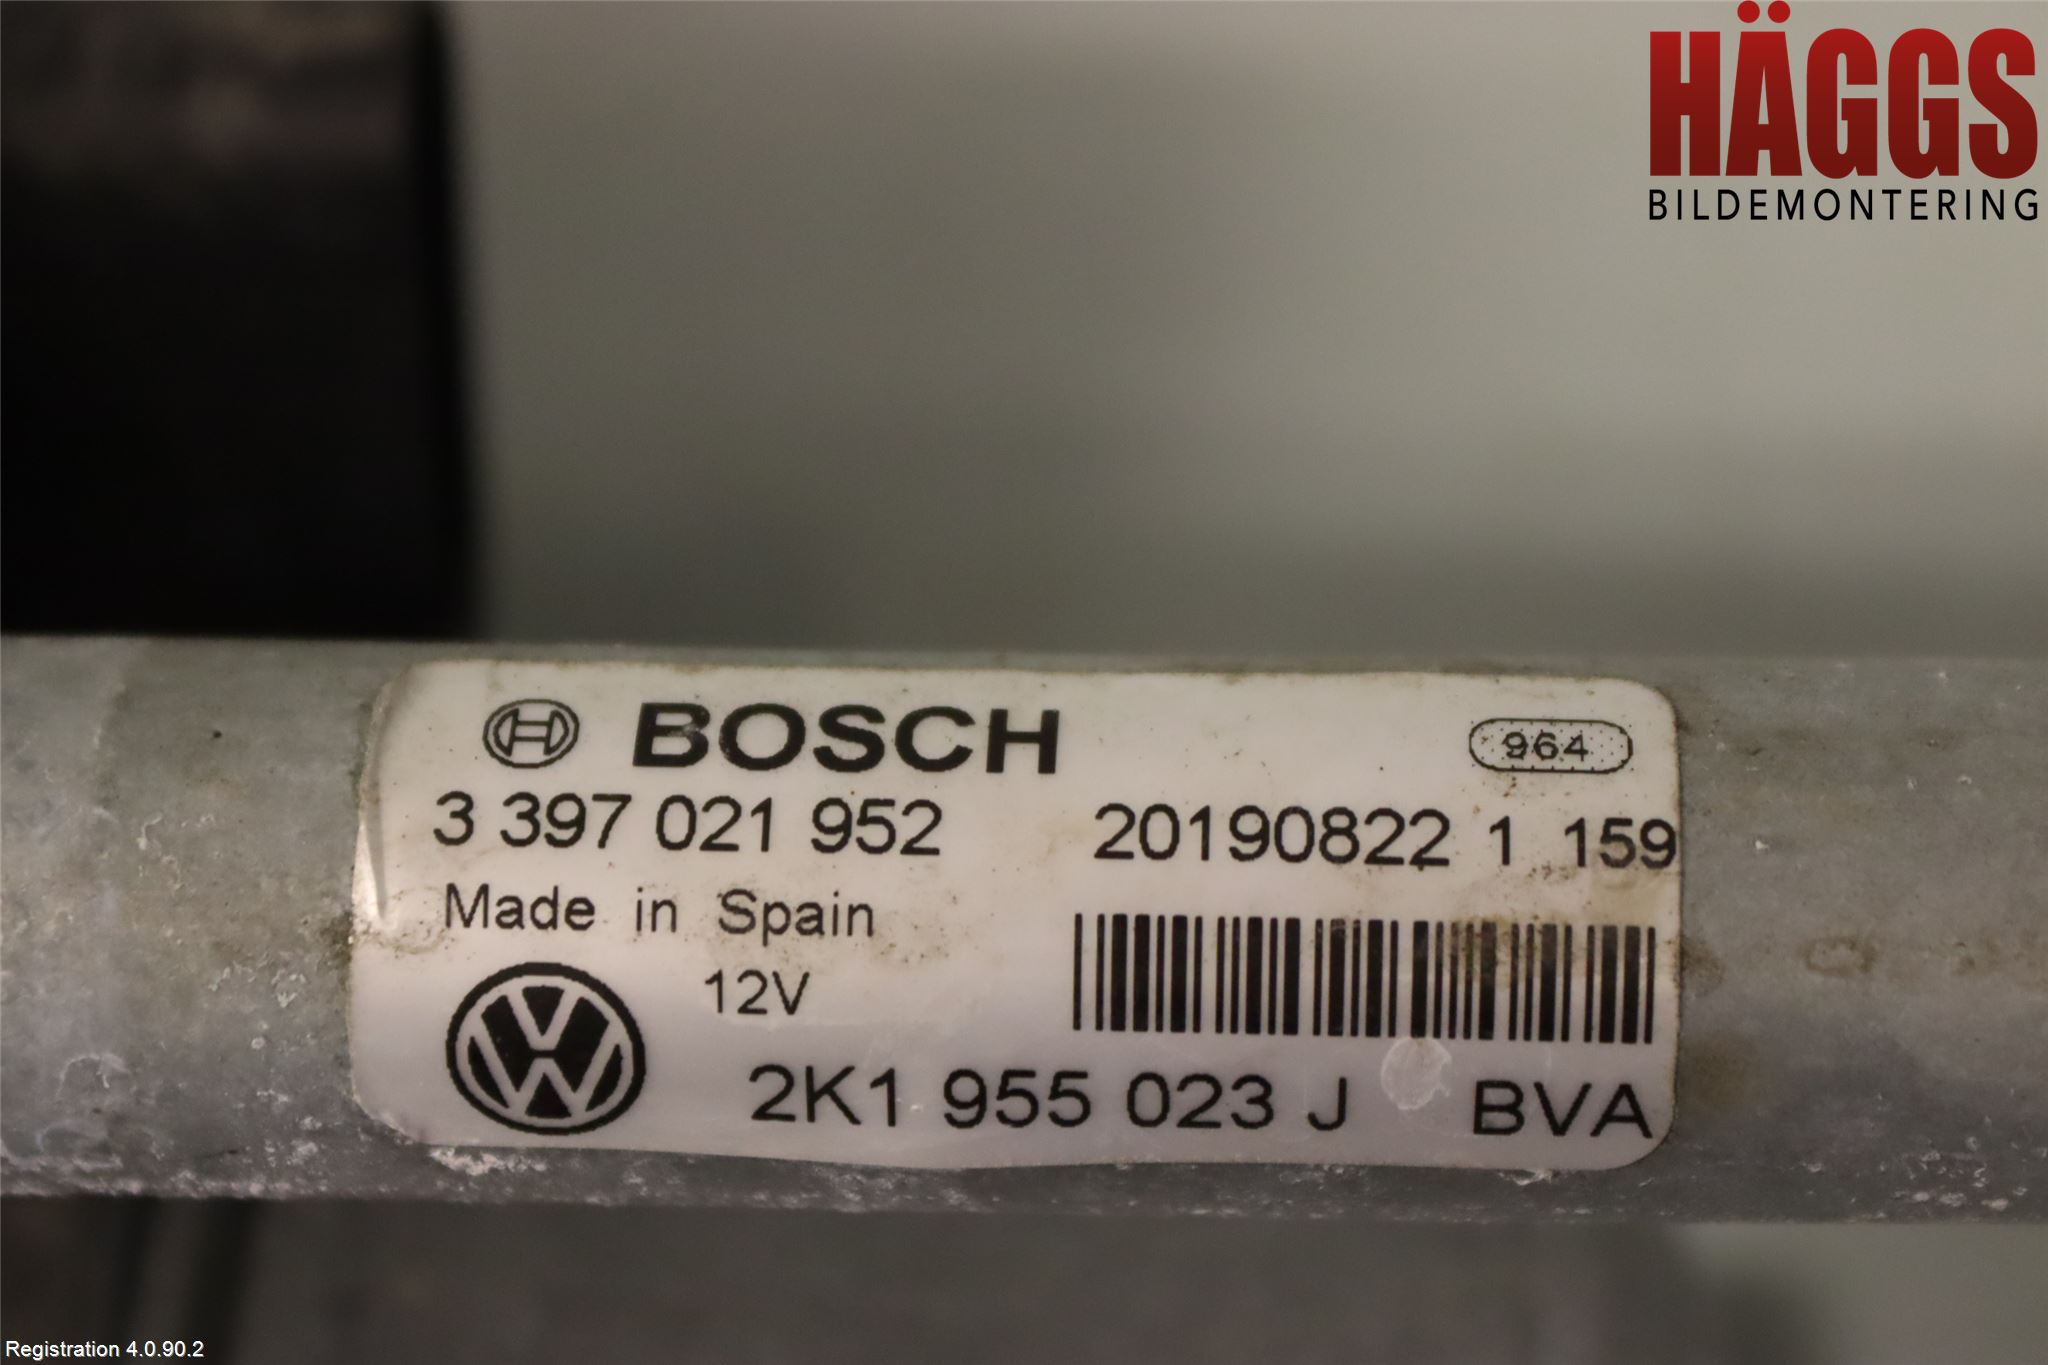 HÄGGS
BILDEMONTERING
BOSCH
964
3 397 021 952 20190822 1 159
Made in Spain
12V
2K1 955 023 J BVA
Registration 4.0.90.2